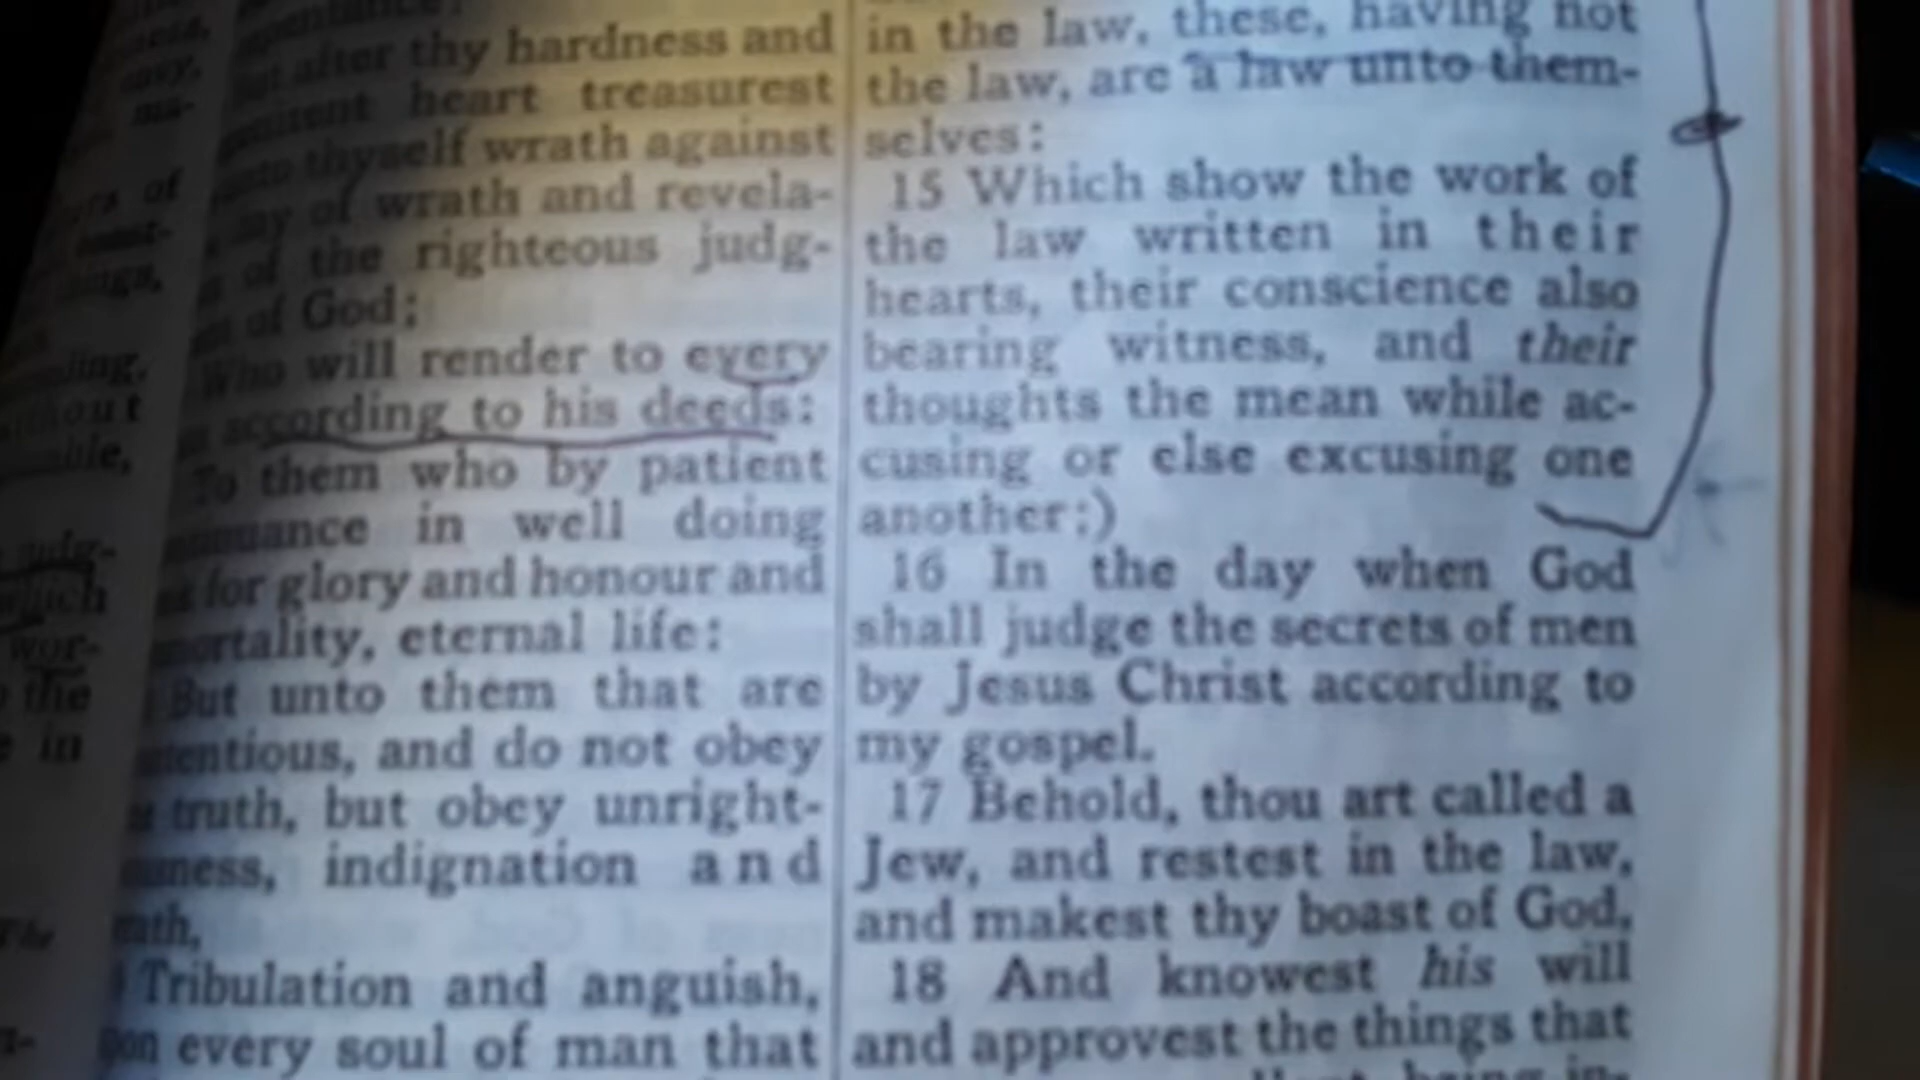 after thy hardness and
heart treasurest
thyself wrath against
of wrath and revela-
of the righteous judg-
of God;
Who will render to every
according to his deeds:
To them who by patient
in well doing
for glory and honour and
eternal life:
But unto them that are
and do not obey
truth, but obey unright-
indignation and
Tribulation and anguish,
every soul of man that
in the law, these, having not
the law, are a law unto them-
selves:
15 Which show the work of
the law written in their
hearts, their conscience also
bearing witness, and their
thoughts the mean while ac-
cusing or else excusing one
another;)
16 In the day when God
shall judge the secrets of men
by Jesus Christ according to
my gospel.
17 Behold, thou art called a
Jew, and restest in the law,
and makest thy boast of God,
18 And knowest his will
and approvest the things that
being in-